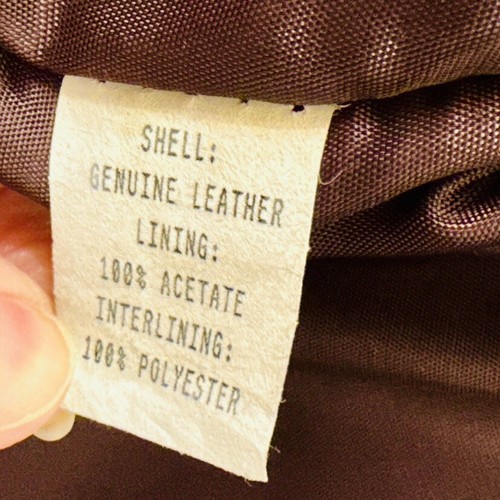 SHELL:
GENUINE LEATHER
LINING:
100% ACETATE
INTERLINING:
100% POLYESTER